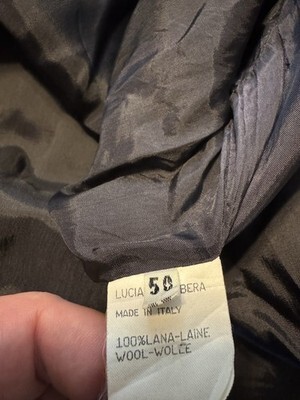 LUCIA 50 BERA
MADE IN ITALY
100%LANA-LAINE
WOOL-WOLLE